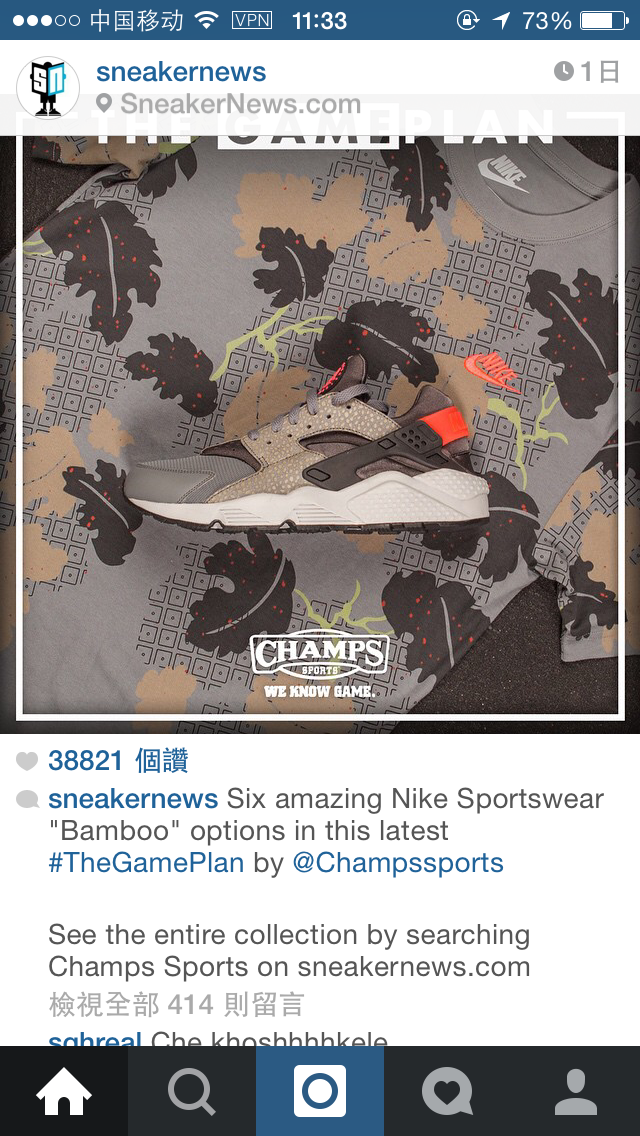 中国移动 VPN 11:33 73%
sneakernews 1日
SneakerNews.com
THE GAME PLAN
NIKE
NIKE
CHAMPS
SPORTS
WE KNOW GAME.
38821 個讚
sneakernews Six amazing Nike Sportswear
"Bamboo" options in this latest
#TheGamePlan by @Champssports
See the entire collection by searching
Champs Sports on sneakernews.com
檢視全部 414 則留言
sghreal Che khoshhhhkele